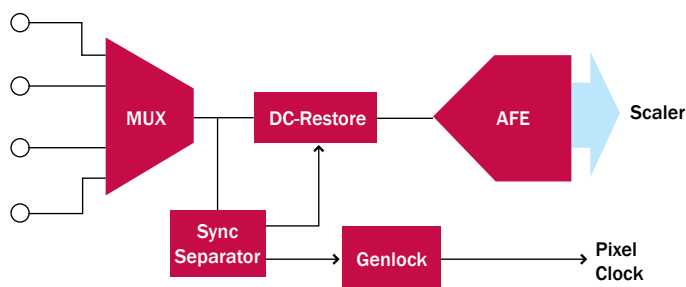 MUX
DC-Restore
AFE
Scaler
Sync
Separator
Genlock
Pixel
Clock